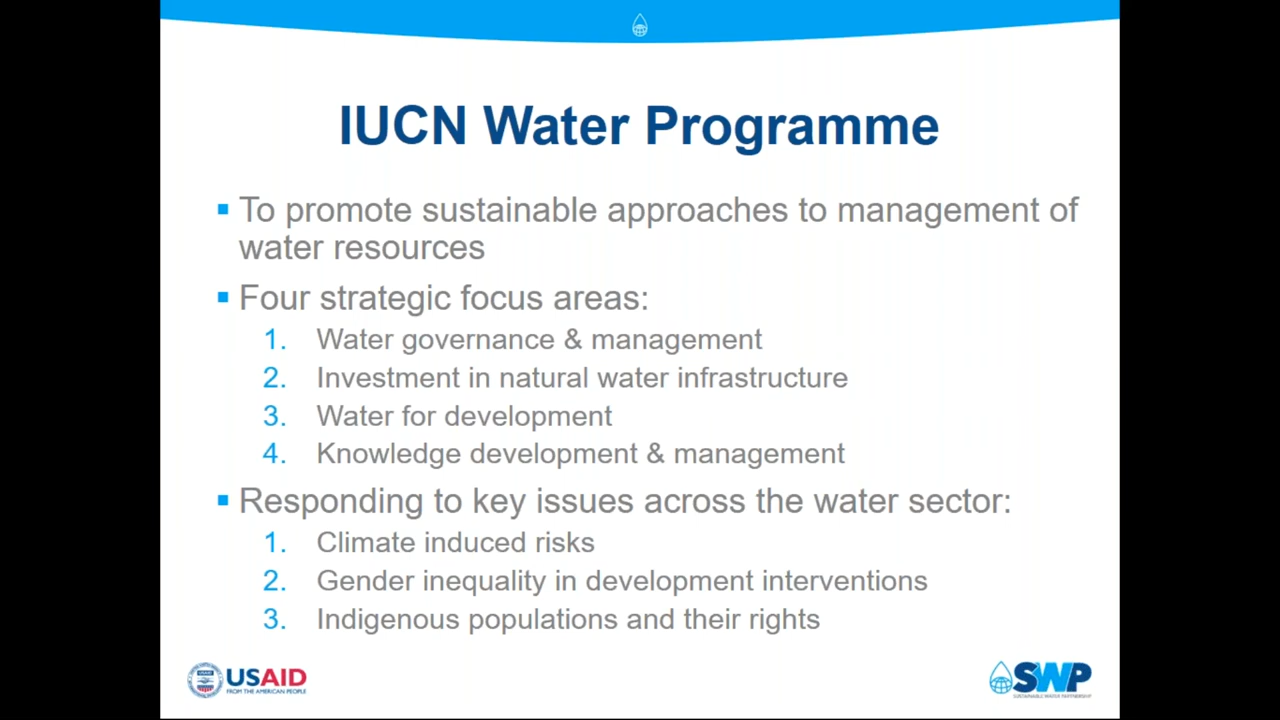 IUCN Water Programme
▪ To promote sustainable approaches to management of
water resources
▪ Four strategic focus areas:
1. Water governance & management
2. Investment in natural water infrastructure
3. Water for development
4. Knowledge development & management
▪ Responding to key issues across the water sector:
1. Climate induced risks
2. Gender inequality in development interventions
3. Indigenous populations and their rights
USAID
FROM THE AMERICAN PEOPLE
SWP
SUSTAINABLE WATER PARTNERSHIP